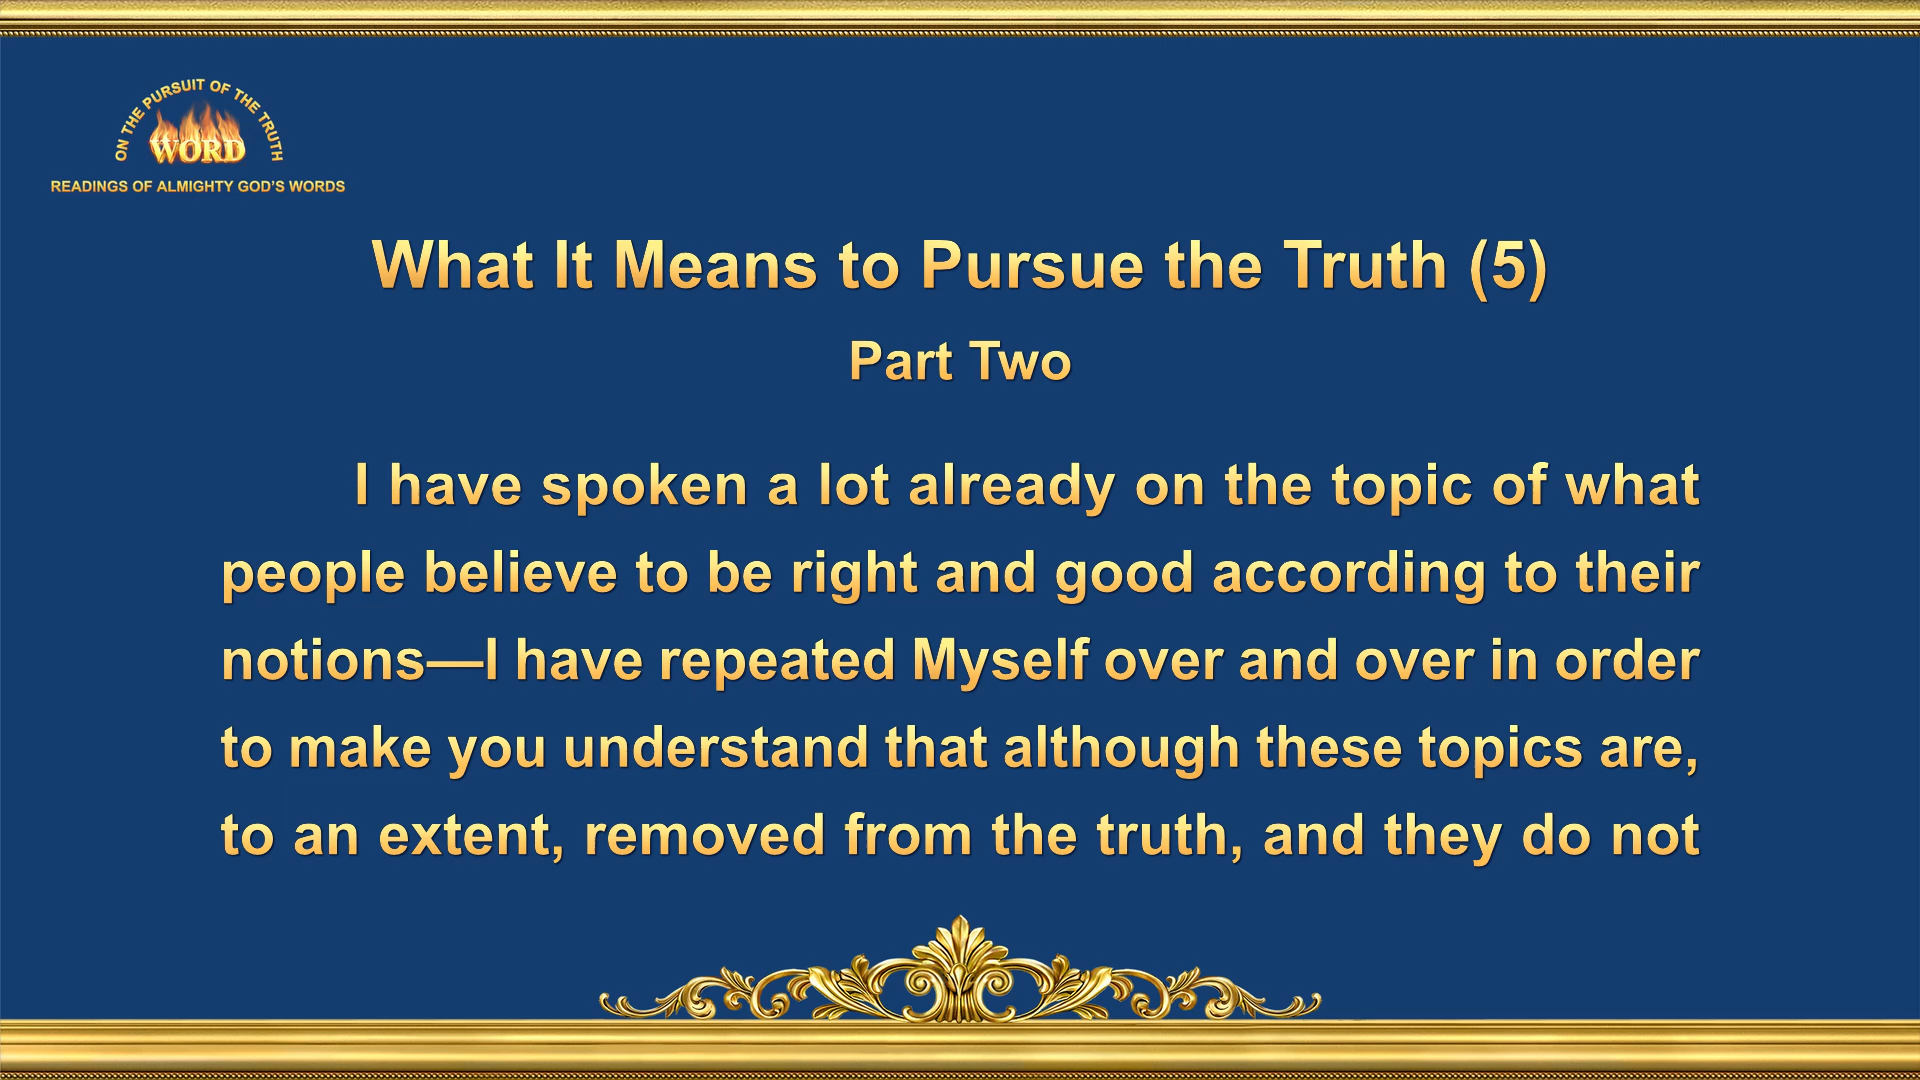 ON THE PURSUIT OF THE TRUTH
WORD
READINGS OF ALMIGHTY GOD'S WORDS
What It Means to Pursue the Truth (5)
Part Two
I have spoken a lot already on the topic of what
people believe to be right and good according to their
notions—I have repeated Myself over and over in order
to make you understand that although these topics are,
to an extent, removed from the truth, and they do not